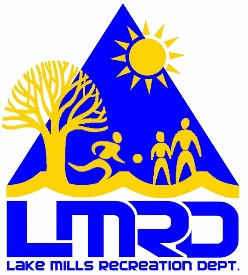 LMRD
LAKE MILLS RECREATION DEPT.